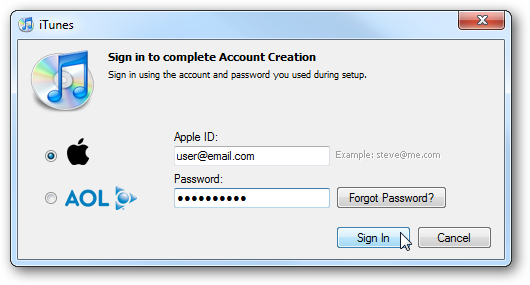 iTunes
Sign in to complete Account Creation
Sign in using the account and password you used during setup.
Apple ID:
user@email.com Example: steve@me.com
AOL
Password:
●●●●●●●●●● Forgot Password?
Sign In Cancel